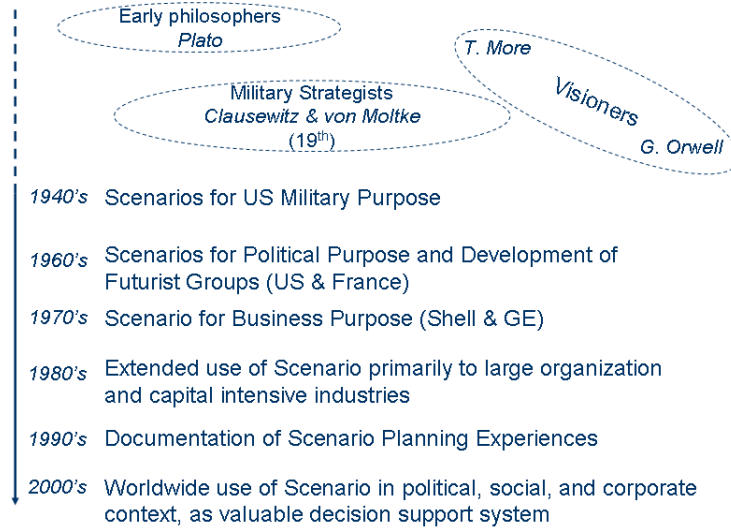 Early philosophers
Plato
T. More
Visioners
G. Orwell
Military Strategists
Clausewitz & von Moltke
(19th)
1940's Scenarios for US Military Purpose
1960's Scenarios for Political Purpose and Development of
Futurist Groups (US & France)
1970's Scenario for Business Purpose (Shell & GE)
1980's Extended use of Scenario primarily to large organization
and capital intensive industries
1990's Documentation of Scenario Planning Experiences
2000's Worldwide use of Scenario in political, social, and corporate
context, as valuable decision support system